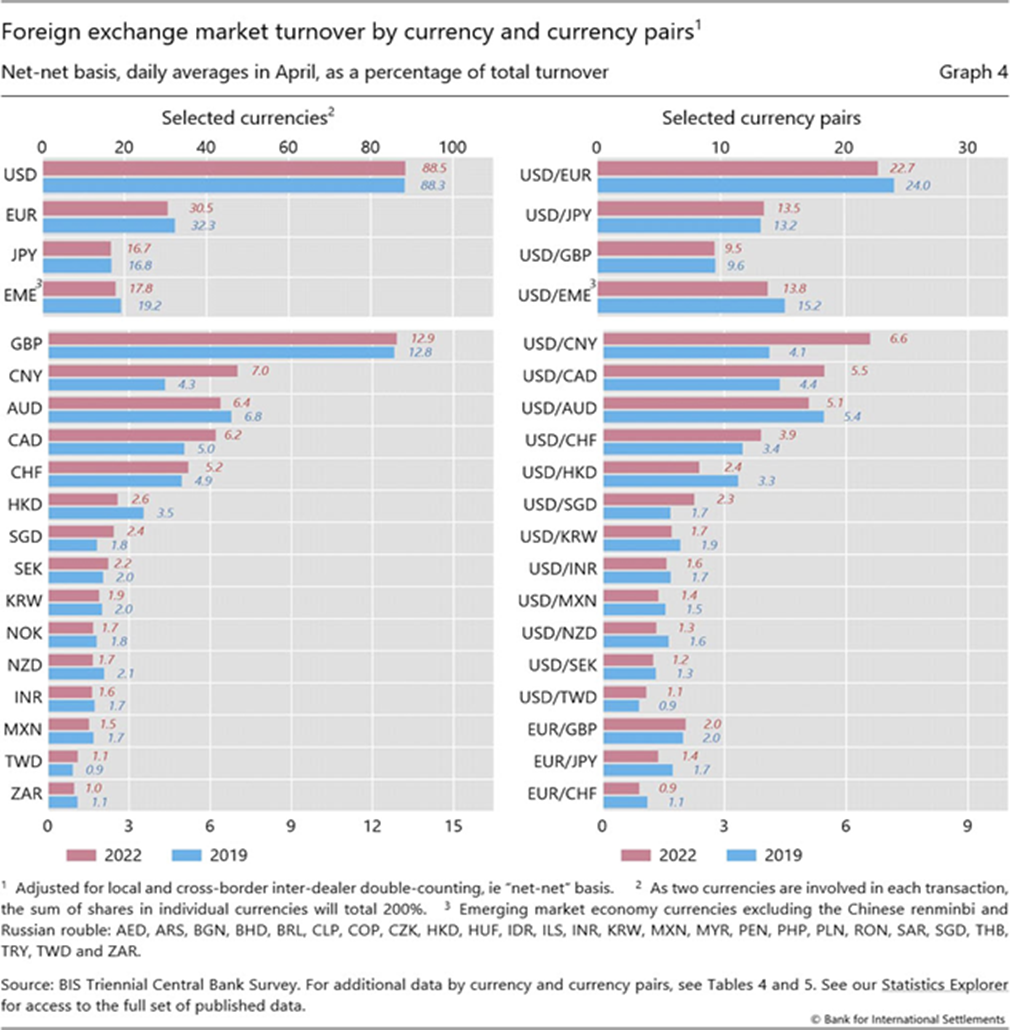 Foreign exchange market turnover by currency and currency pairs1
Net-net basis, daily averages in April, as a percentage of total turnover Graph 4
Selected currencies2
0 20 40 60 80 100
USD 88.5
88.3
EUR 30.5
32.3
JPY 16.7
16.8
EME3 17.8
19.2
GBP 12.9
12.8
CNY 7.0
4.3
AUD 6.4
6.8
CAD 6.2
5.0
CHF 5.2
4.9
HKD 2.6
3.5
SGD 2.4
1.8
SEK 2.2
2.0
KRW 1.9
2.0
NOK 1.7
1.8
NZD 1.7
2.1
INR 1.6
1.7
MXN 1.5
1.7
TWD 1.1
0.9
ZAR 1.0
1.1
0 3 6 9 12 15
2022 2019
Selected currency pairs
0 10 20 30
USD/EUR 22.7
24.0
USD/JPY 13.5
13.2
USD/GBP 9.5
9.6
USD/EME3 13.8
15.2
USD/CNY 6.6
4.1
USD/CAD 5.5
4.4
USD/AUD 5.1
5.4
USD/CHF 3.9
3.4
USD/HKD 2.4
3.3
USD/SGD 2.3
1.7
USD/KRW 1.7
1.9
USD/INR 1.6
1.7
USD/MXN 1.4
1.5
USD/NZD 1.3
1.6
USD/SEK 1.2
1.3
USD/TWD 1.1
0.9
EUR/GBP 2.0
2.0
EUR/JPY 1.4
1.7
EUR/CHF 0.9
1.1
0 3 6 9
2022 2019
1 Adjusted for local and cross-border inter-dealer double-counting, ie “net-net” basis. 2 As two currencies are involved in each transaction,
the sum of shares in individual currencies will total 200%. 3 Emerging market economy currencies excluding the Chinese renminbi and
Russian rouble: AED, ARS, BGN, BHD, BRL, CLP, COP, CZK, HKD, HUF, IDR, ILS, INR, KRW, MXN, MYR, PEN, PHP, PLN, RON, SAR, SGD, THB,
TRY, TWD and ZAR.
Source: BIS Triennial Central Bank Survey. For additional data by currency and currency pairs, see Tables 4 and 5. See our Statistics Explorer
for access to the full set of published data.
© Bank for International Settlements